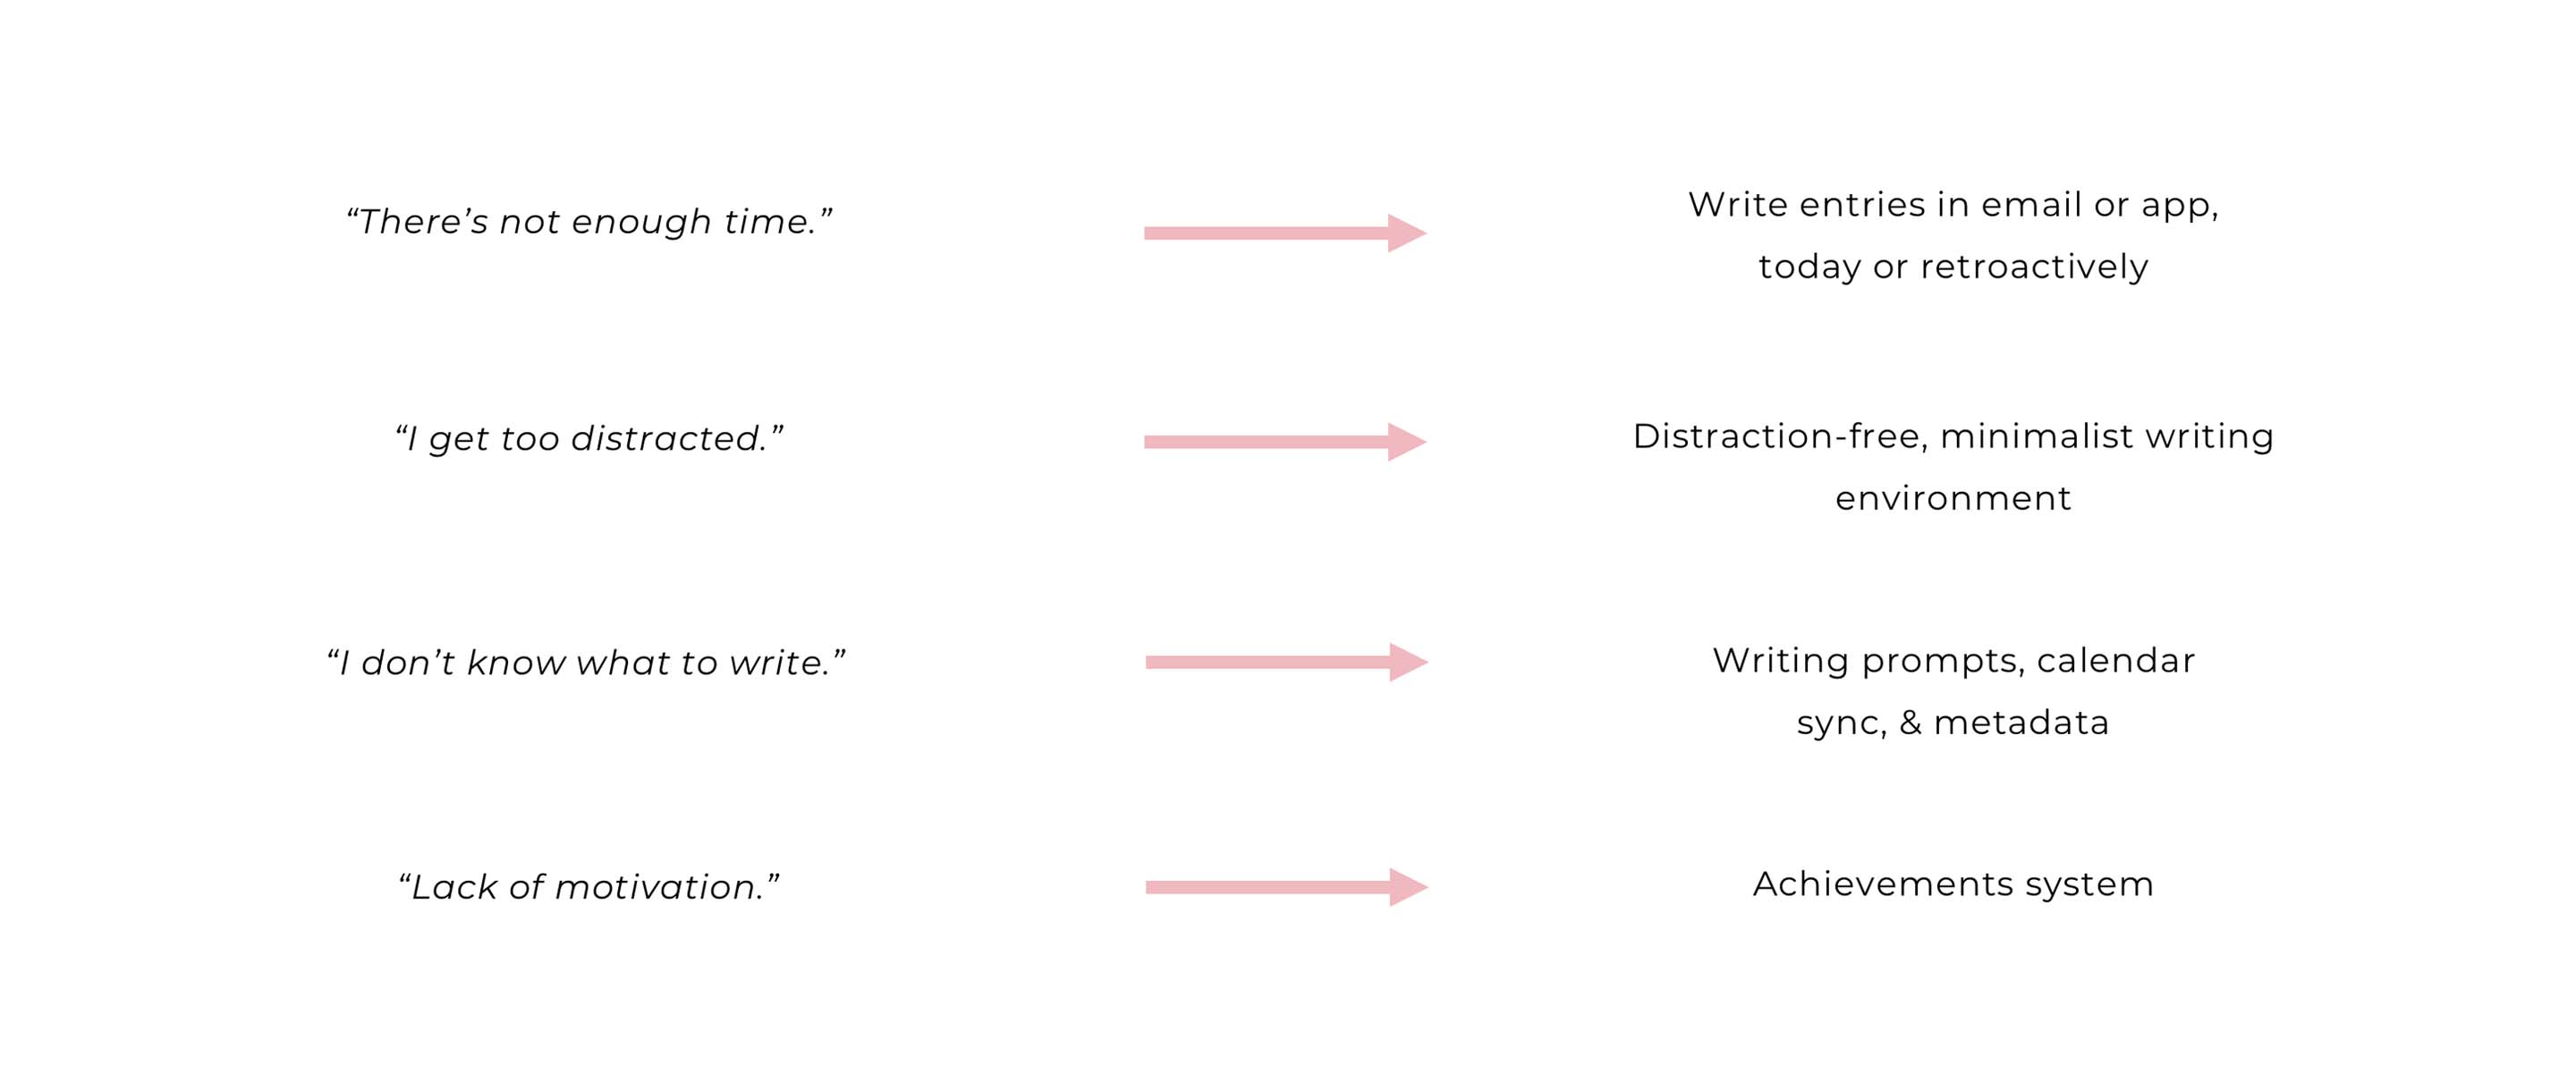 “There’s not enough time.”
Write entries in email or app,
today or retroactively
“I get too distracted.”
Distraction-free, minimalist writing
environment
“I don’t know what to write.”
Writing prompts, calendar
sync, & metadata
“Lack of motivation.”
Achievements system